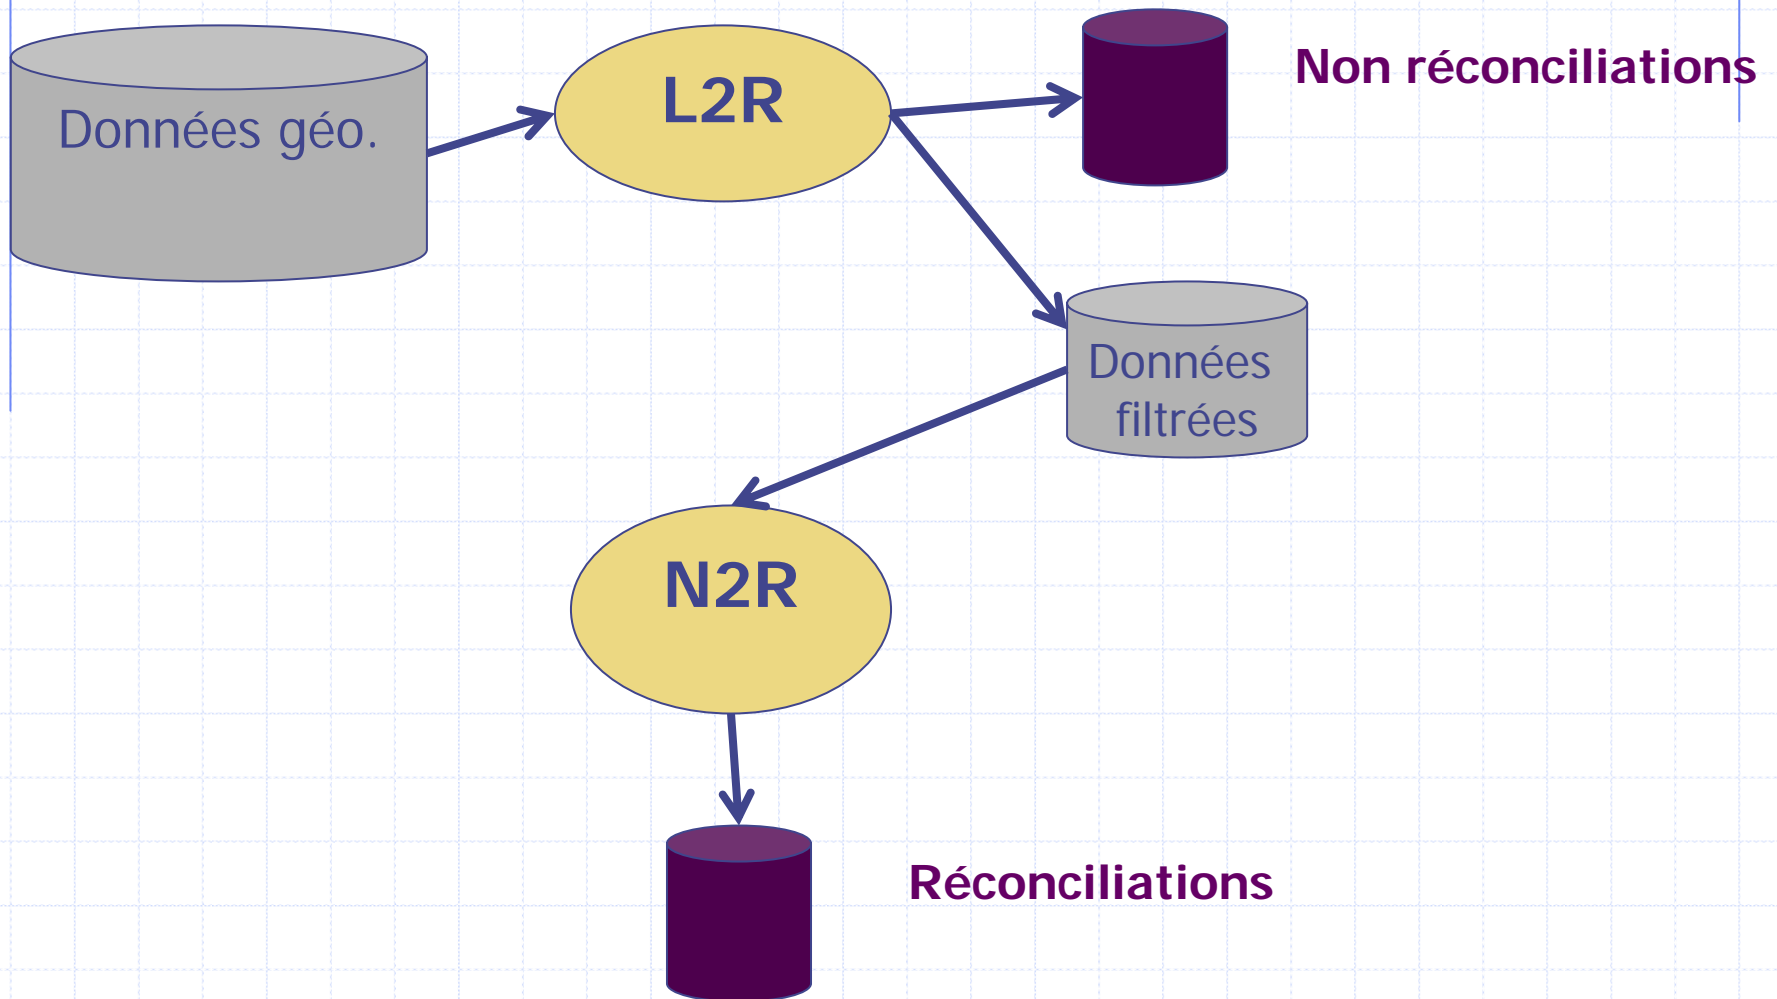 Données géo.
L2R
Non réconciliations
Données
filtrées
N2R
Réconciliations